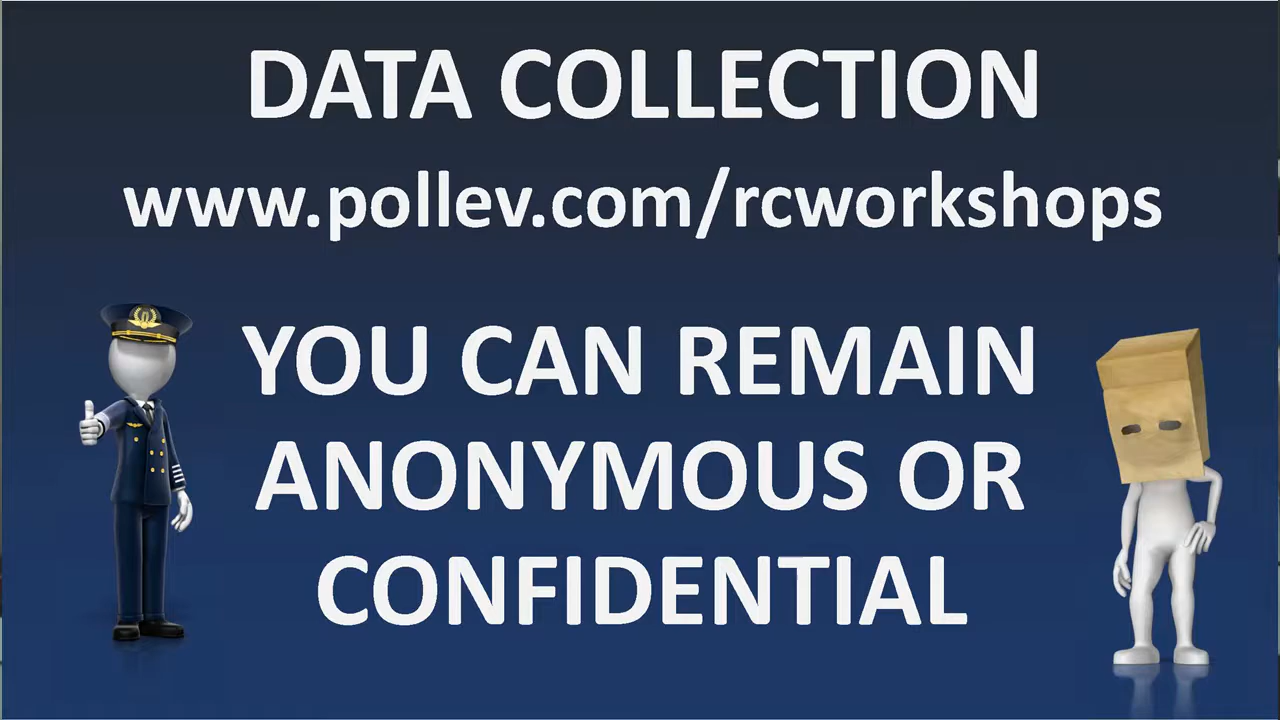 DATA COLLECTION
www.pollev.com/rcworkshops
YOU CAN REMAIN
ANONYMOUS OR
CONFIDENTIAL